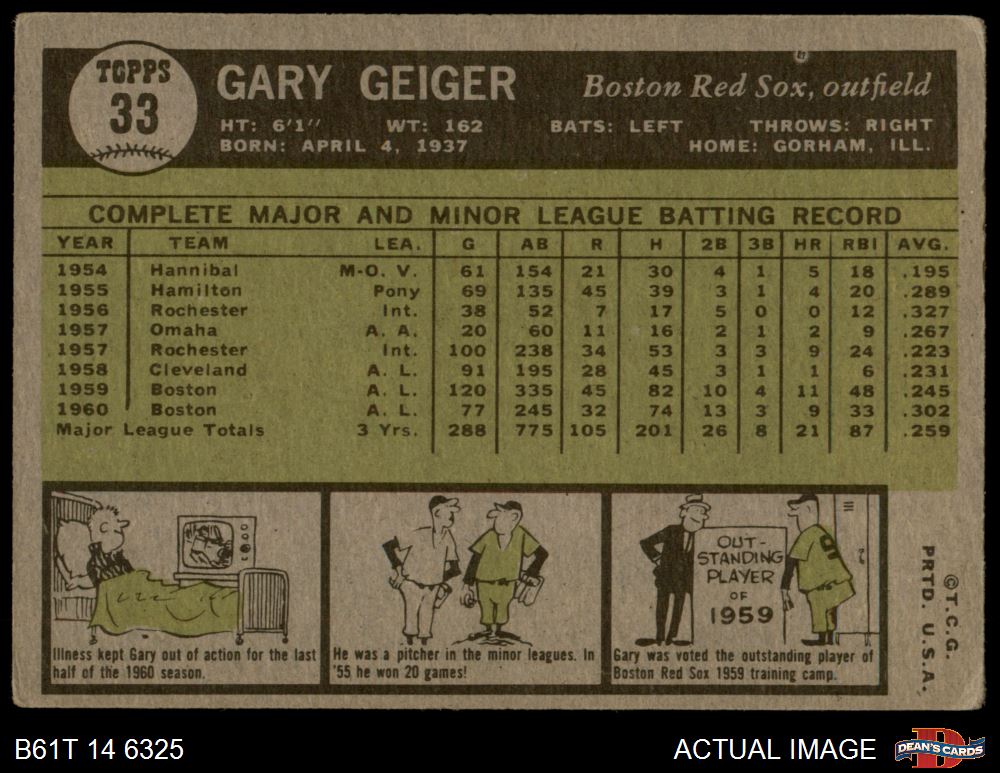 TOPPS
33
GARY GEIGER
Boston Red Sox, outfield
HT: 6'1" WT: 162 BATS: LEFT THROWS: RIGHT
BORN: APRIL 4, 1937 HOME: GORHAM, ILL.
COMPLETE MAJOR AND MINOR LEAGUE BATTING RECORD
YEAR TEAM LEA. G AB R H 2B 3B HR RBI AVG.
1954 Hannibal M-O. V. 61 154 21 30 4 1 5 18 .195
1955 Hamilton Pony 69 135 45 39 3 1 4 20 .289
1956 Rochester Int. 38 52 7 17 5 0 0 12 .327
1957 Omaha A. A. 20 60 11 16 2 1 2 9 .267
1957 Rochester Int. 100 238 34 53 3 3 9 24 .223
1958 Cleveland A. L. 91 195 28 45 3 1 1 6 .231
1959 Boston A. L. 120 335 45 82 10 4 11 48 .245
1960 Boston A. L. 77 245 32 74 13 3 9 33 .302
Major League Totals 3 Yrs. 288 775 105 201 26 8 21 87 .259
Illness kept Gary out of action for the last
half of the 1960 season.
He was a pitcher in the minor leagues. In
'55 he won 20 games!
OUT-
STANDING
PLAYER
OF
1959
Gary was voted the outstanding player of
Boston Red Sox 1959 training camp.
©T.C.G.
PRTD. U.S.A.
B61T 14 6325
ACTUAL IMAGE
D
DEAN'S CARDS